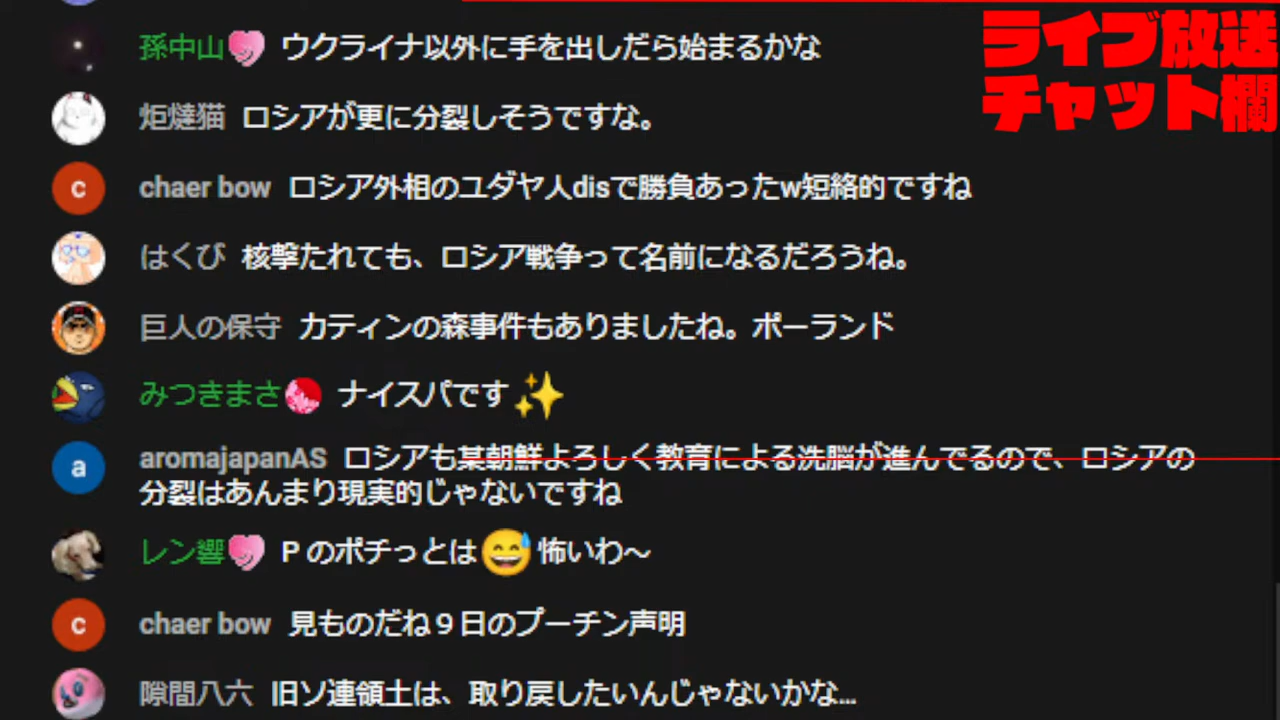 ライブ放送
チャット欄
孫中山 ウクライナ以外に手を出しだら始まるかな
炬燵猫 ロシアが更に分裂しそうですな。
c chaer bow ロシア外相のユダヤ人disで勝負あったw短絡的ですね
はくび 核撃たれても、ロシア戦争って名前になるだろうね。
巨人の保守 カティンの森事件もありましたね。ポーランド
みつきまさ ナイスパです✨
a aromajapanAS ロシアも某朝鮮よろしく教育による洗脳が進んでるので、ロシアの
分裂はあんまり現実的じゃないですね
レン響 P のポチっとは😅怖いわ〜
c chaer bow 見ものだね９日のプーチン声明
隙間八六 旧ソ連領土は、取り戻したいんじゃないかな...